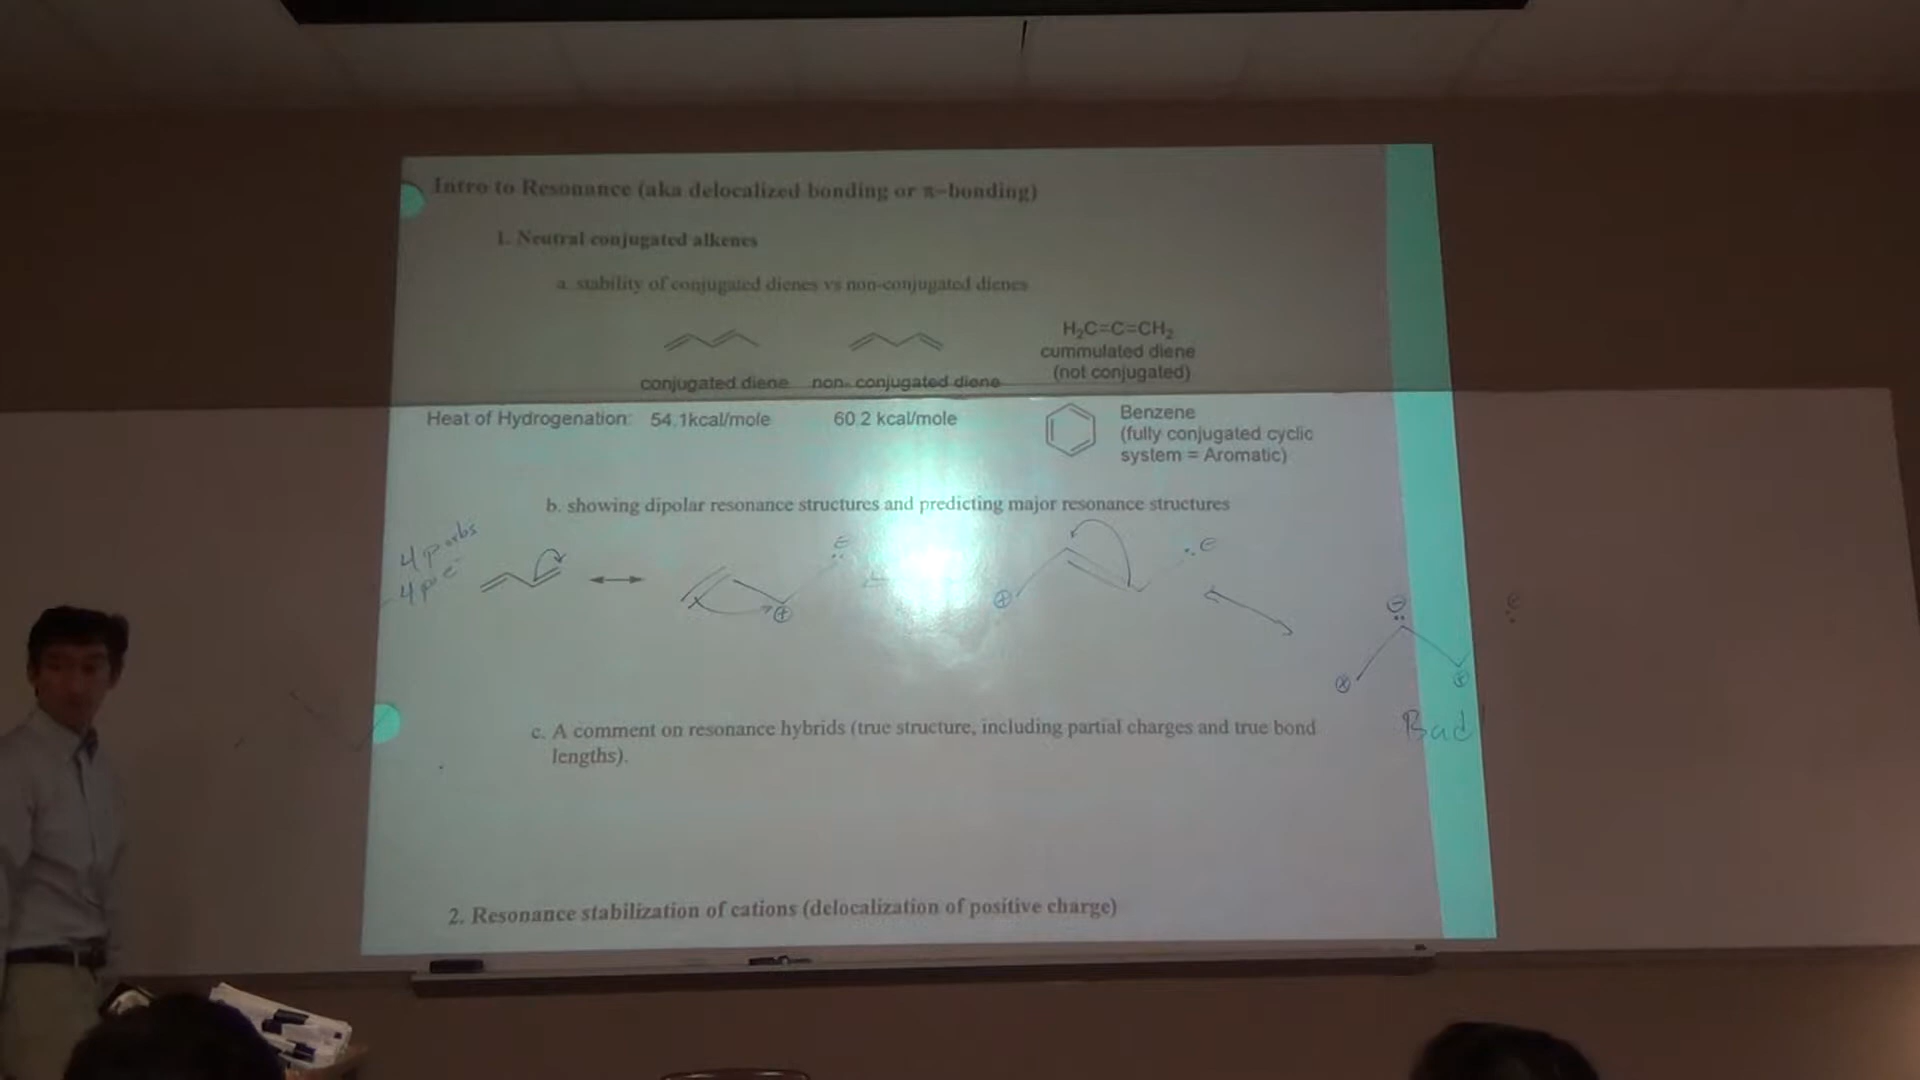 Intro to Resonance (aka delocalized bonding or π-bonding)
1. Neutral conjugated alkenes
a. stability of conjugated dienes vs non-conjugated dienes
H₂C=C=CH₂
cummulated diene
(not conjugated)
conjugated diene non- conjugated diene
Heat of Hydrogenation: 54.1kcal/mole 60.2 kcal/mole
Benzene
(fully conjugated cyclic
system = Aromatic)
b. showing dipolar resonance structures and predicting major resonance structures
4 p orbs
4 p e⁻
Bad!
c. A comment on resonance hybrids (true structure, including partial charges and true bond
lengths).
2. Resonance stabilization of cations (delocalization of positive charge)